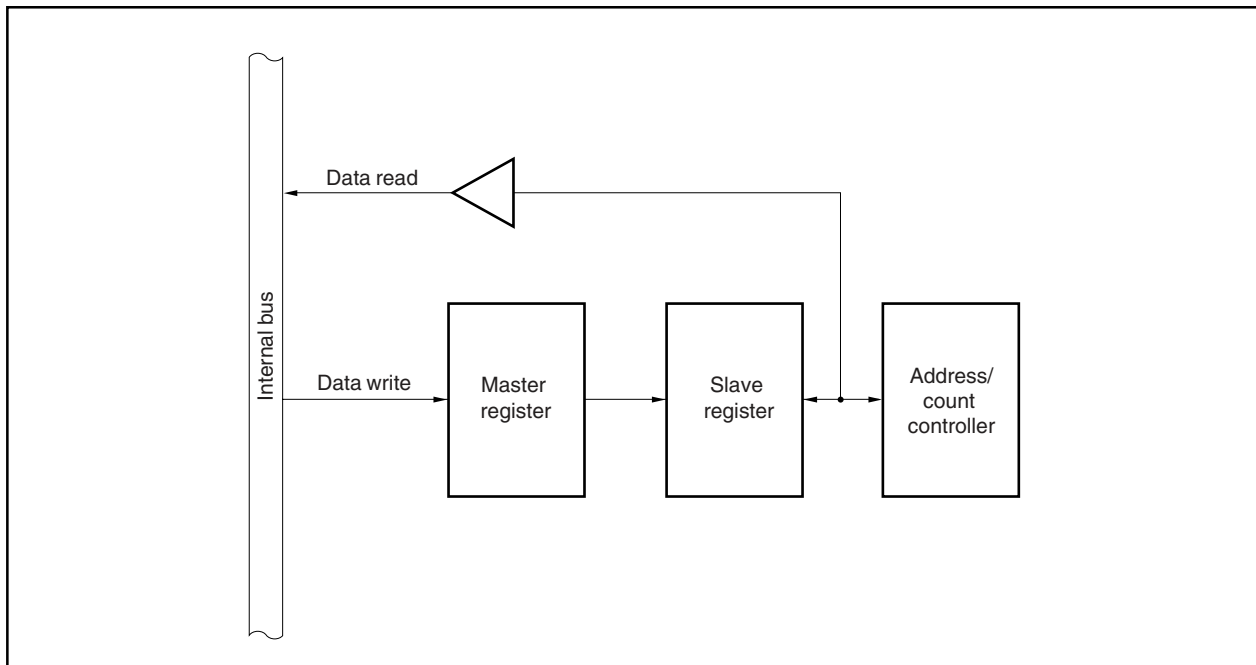 Data read
Internal bus
Data write
Master
register
Slave
register
Address/
count
controller